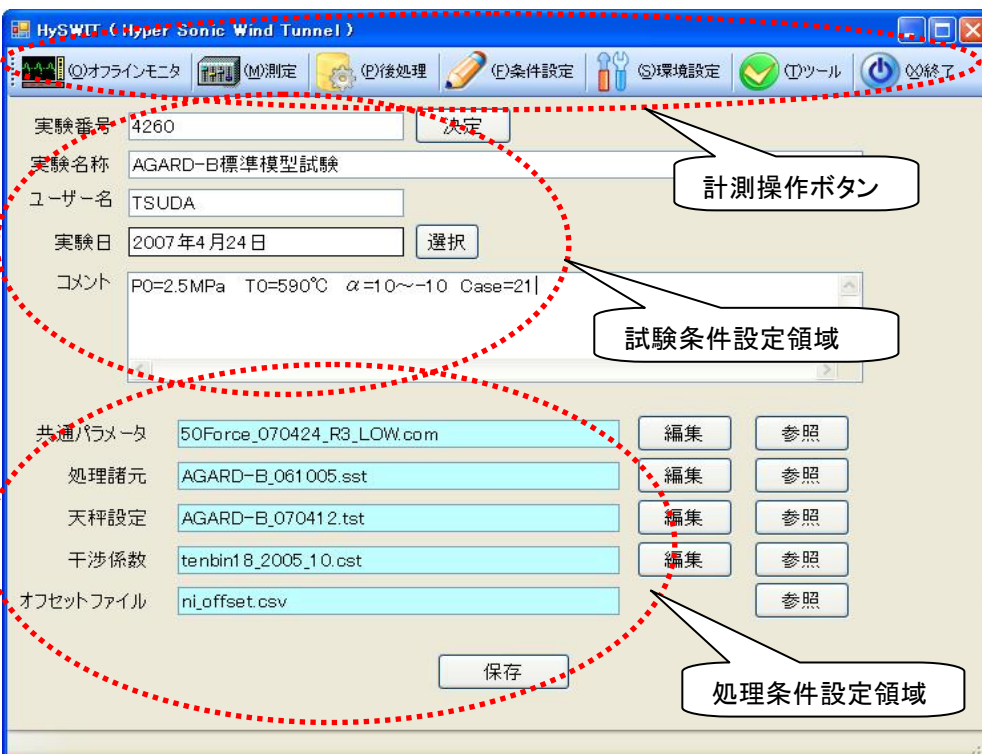 HySWIT ( Hyper Sonic Wind Tunnel )
(O)オフラインモニタ (M)測定 (P)後処理 (F)条件設定 (S)環境設定 (T)ツール (X)終了
実験番号 4260 決定
計測操作ボタン
実験名称 AGARD-B標準模型試験
ユーザー名 TSUDA
実験日 2007年4月24日 選択
コメント P0=2.5MPa T0=590℃ α=10～-10 Case=21
試験条件設定領域
共通パラメータ 50Force_070424_R3_LOW.com 編集 参照
処理諸元 AGARD-B_061005.sst 編集 参照
天秤設定 AGARD-B_070412.tst 編集 参照
干渉係数 tenbin18_2005_10.cst 編集 参照
オフセットファイル ni_offset.csv 参照
保存
処理条件設定領域